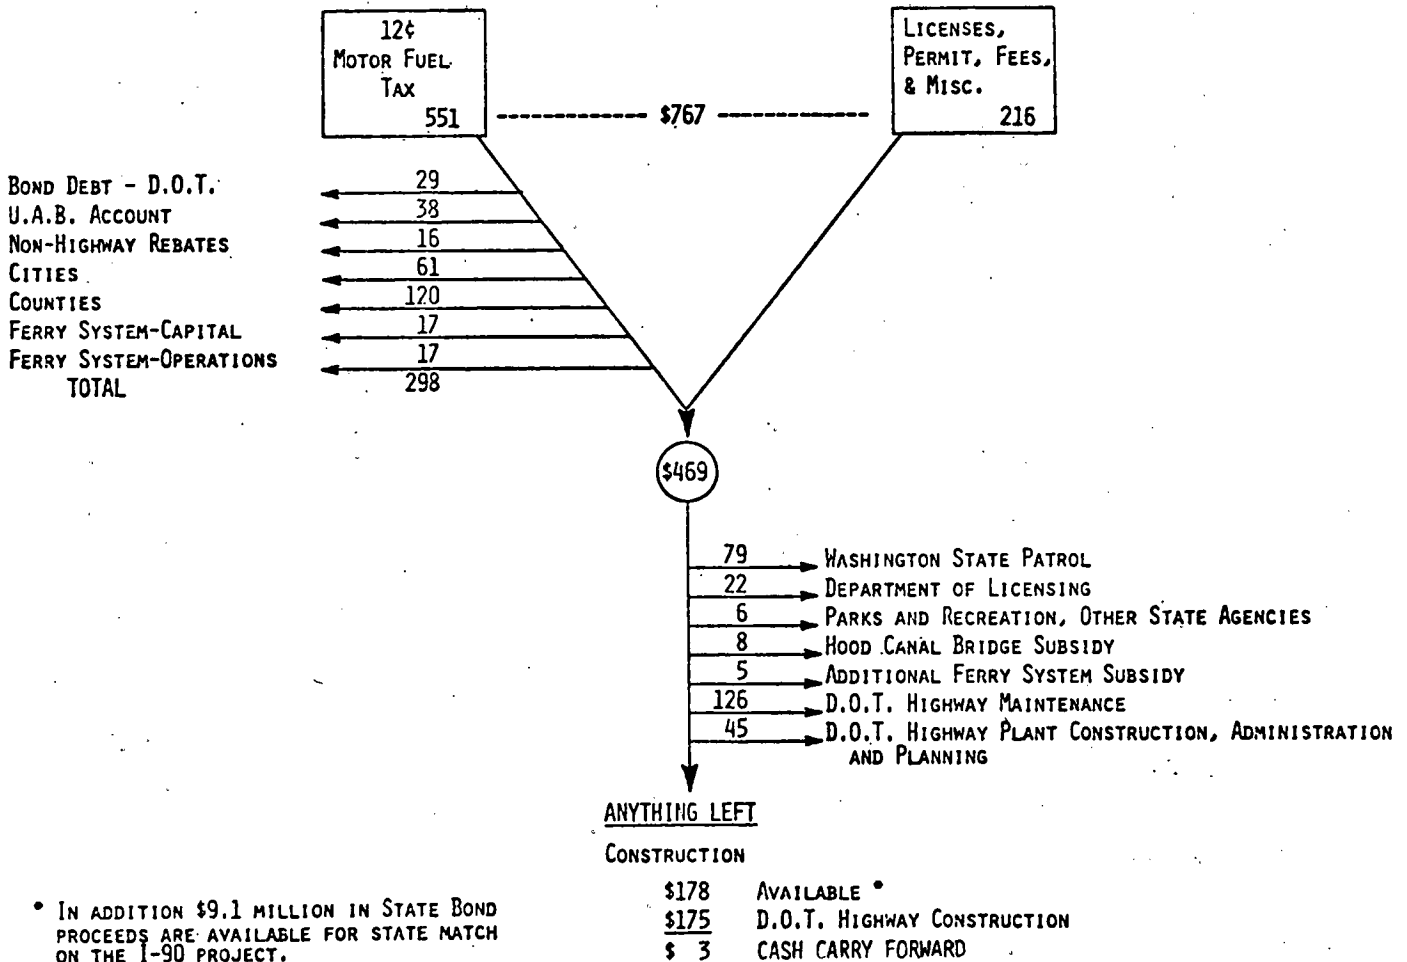 12¢
MOTOR FUEL
TAX
551
$767
LICENSES,
PERMIT, FEES,
& MISC.
216
BOND DEBT - D.O.T. 29
U.A.B. ACCOUNT 38
NON-HIGHWAY REBATES 16
CITIES 61
COUNTIES 120
FERRY SYSTEM-CAPITAL 17
FERRY SYSTEM-OPERATIONS 17
TOTAL 298
$469
79 WASHINGTON STATE PATROL
22 DEPARTMENT OF LICENSING
6 PARKS AND RECREATION, OTHER STATE AGENCIES
8 HOOD CANAL BRIDGE SUBSIDY
5 ADDITIONAL FERRY SYSTEM SUBSIDY
126 D.O.T. HIGHWAY MAINTENANCE
45 D.O.T. HIGHWAY PLANT CONSTRUCTION, ADMINISTRATION
AND PLANNING
ANYTHING LEFT
CONSTRUCTION
$178 AVAILABLE *
$175 D.O.T. HIGHWAY CONSTRUCTION
$ 3 CASH CARRY FORWARD
* IN ADDITION $9.1 MILLION IN STATE BOND
PROCEEDS ARE AVAILABLE FOR STATE MATCH
ON THE I-90 PROJECT.